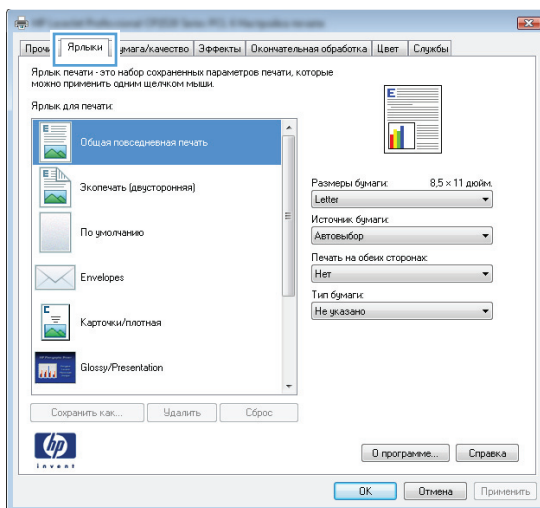 Ярлыки
умага/качество
Эффекты
Окончательная обработка
Цвет
Службы
Ярлык печати - это набор сохраненных параметров печати, которые
можно применить одним щелчком мыши.
Ярлык для печати:
Общая повседневная печать
Экопечать (двусторонняя)
По умолчанию
Envelopes
Карточки/плотная
Glossy/Presentation
Размеры бумаги: 8,5 × 11 дюйм.
Letter
Источник бумаги:
Автовыбор
Печать на обеих сторонах:
Нет
Тип бумаги:
Не указано
Сохранить как...
Удалить
Сброс
hp
invent
О программе...
Справка
OK
Отмена
Применить